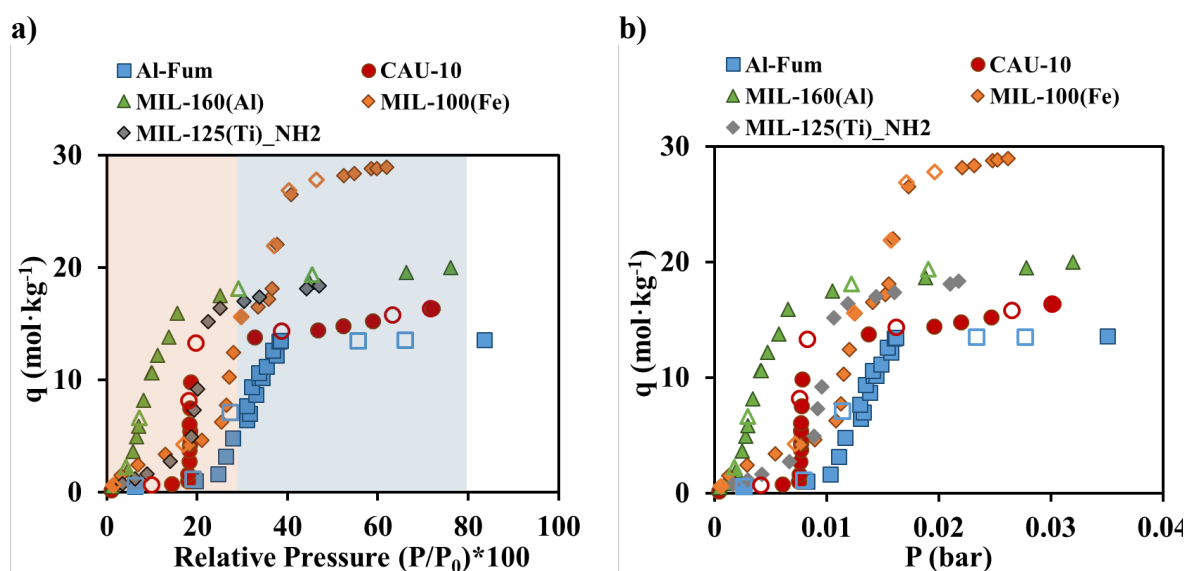 a)
Al-Fum
CAU-10
MIL-160(Al)
MIL-100(Fe)
MIL-125(Ti)_NH2
30
20
10
0
q (mol·kg⁻¹)
0 20 40 60 80 100
Relative Pressure (P/P₀)*100
b)
Al-Fum
CAU-10
MIL-160(Al)
MIL-100(Fe)
MIL-125(Ti)_NH2
30
20
10
0
q (mol·kg⁻¹)
0 0.01 0.02 0.03 0.04
P (bar)